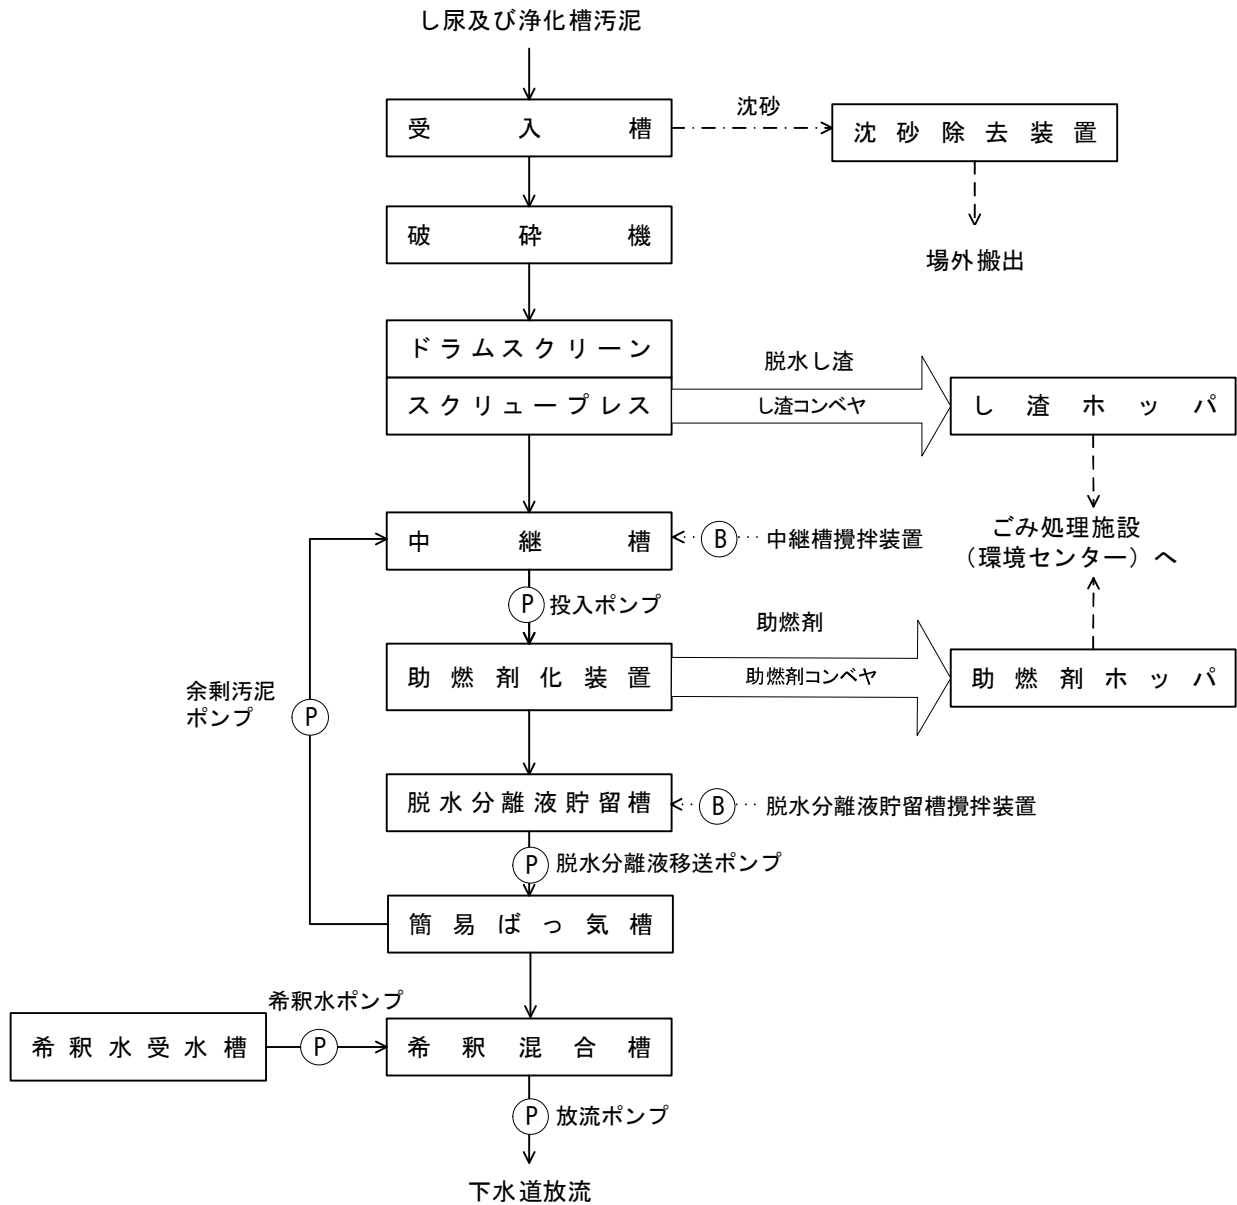 し尿及び浄化槽汚泥
受入槽
沈砂
沈砂除去装置
場外搬出
破砕機
ドラムスクリーン
スクリュープレス
脱水し渣
し渣コンベヤ
し渣ホッパ
ごみ処理施設
（環境センター）へ
中継槽
B
中継槽攪拌装置
P
投入ポンプ
助燃剤化装置
助燃剤
助燃剤コンベヤ
助燃剤ホッパ
余剰汚泥
ポンプ
P
脱水分離液貯留槽
B
脱水分離液貯留槽攪拌装置
P
脱水分離液移送ポンプ
簡易ばっ気槽
希釈水ポンプ
希釈水受水槽
P
希釈混合槽
P
放流ポンプ
下水道放流